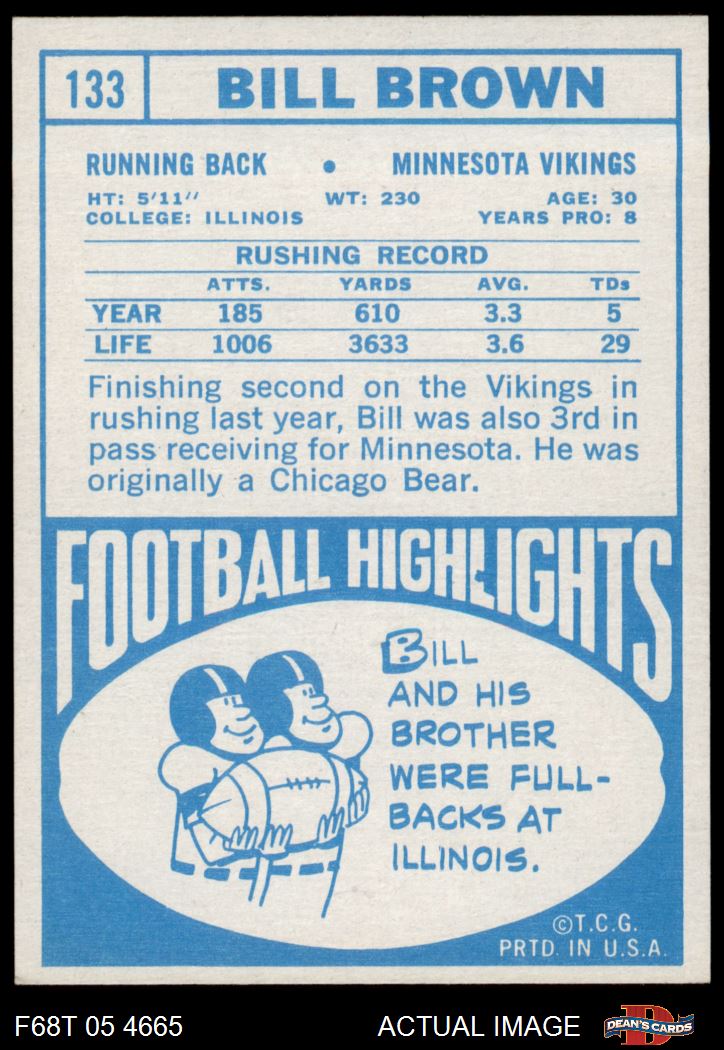 133 BILL BROWN
RUNNING BACK • MINNESOTA VIKINGS
HT: 5'11" WT: 230 AGE: 30
COLLEGE: ILLINOIS YEARS PRO: 8
RUSHING RECORD
ATTS. YARDS AVG. TDs
YEAR 185 610 3.3 5
LIFE 1006 3633 3.6 29
Finishing second on the Vikings in
rushing last year, Bill was also 3rd in
pass receiving for Minnesota. He was
originally a Chicago Bear.
FOOTBALL HIGHLIGHTS
BILL
AND HIS
BROTHER
WERE FULL-
BACKS AT
ILLINOIS.
©T.C.G.
PRTD. IN U.S.A.
F68T 05 4665 ACTUAL IMAGE D DEAN'S CARDS